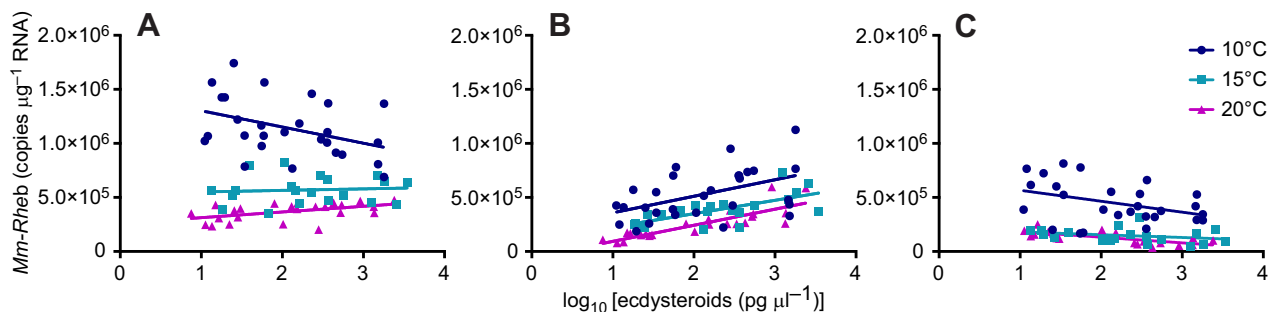 A
B
C
Mm-Rheb (copies µg⁻¹ RNA)
2.0×10⁶
1.5×10⁶
1.0×10⁶
5.0×10⁵
0
0 1 2 3 4
2.0×10⁶
1.5×10⁶
1.0×10⁶
5.0×10⁵
0
0 1 2 3 4
2.0×10⁶
1.5×10⁶
1.0×10⁶
5.0×10⁵
0
0 1 2 3 4
10°C
15°C
20°C
log₁₀ [ecdysteroids (pg µl⁻¹)]